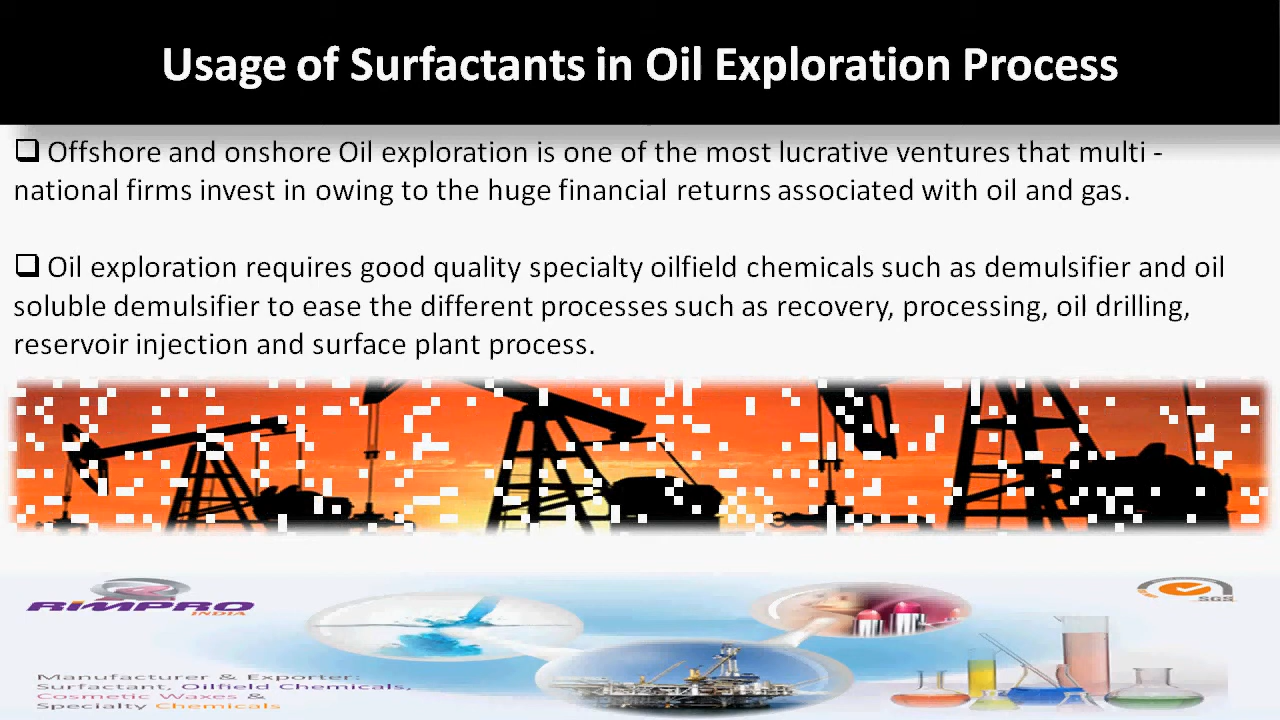 Usage of Surfactants in Oil Exploration Process
❑ Offshore and onshore Oil exploration is one of the most lucrative ventures that multi -
national firms invest in owing to the huge financial returns associated with oil and gas.
❑ Oil exploration requires good quality specialty oilfield chemicals such as demulsifier and oil
soluble demulsifier to ease the different processes such as recovery, processing, oil drilling,
reservoir injection and surface plant process.
RIMPRO
INDIA
SGS
Manufacturer & Exporter:
Surfactant, Oilfield Chemicals,
Cosmetic Waxes &
Specialty Chemicals